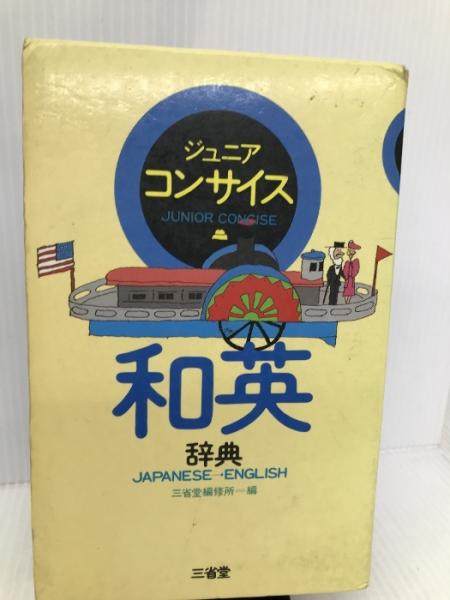 ジュニア
コンサイス
JUNIOR CONCISE
和英
辞典
JAPANESE→ENGLISH
三省堂編修所―編
三省堂